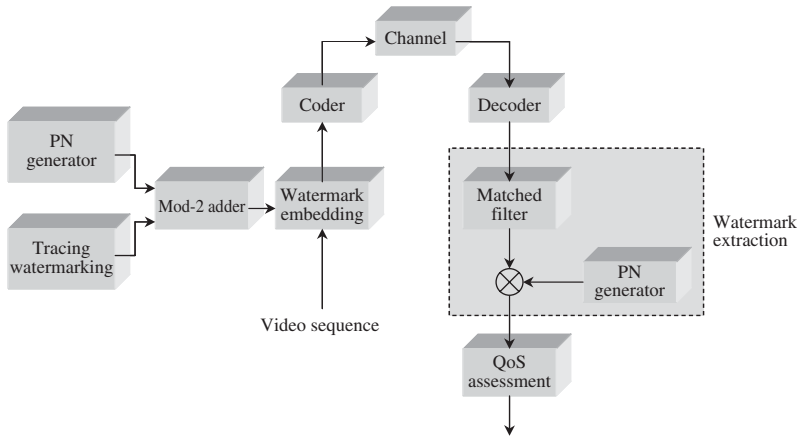 Channel
Coder
Decoder
PN
generator
Mod-2 adder
Watermark
embedding
Tracing
watermarking
Video sequence
Matched
filter
PN
generator
Watermark
extraction
QoS
assessment